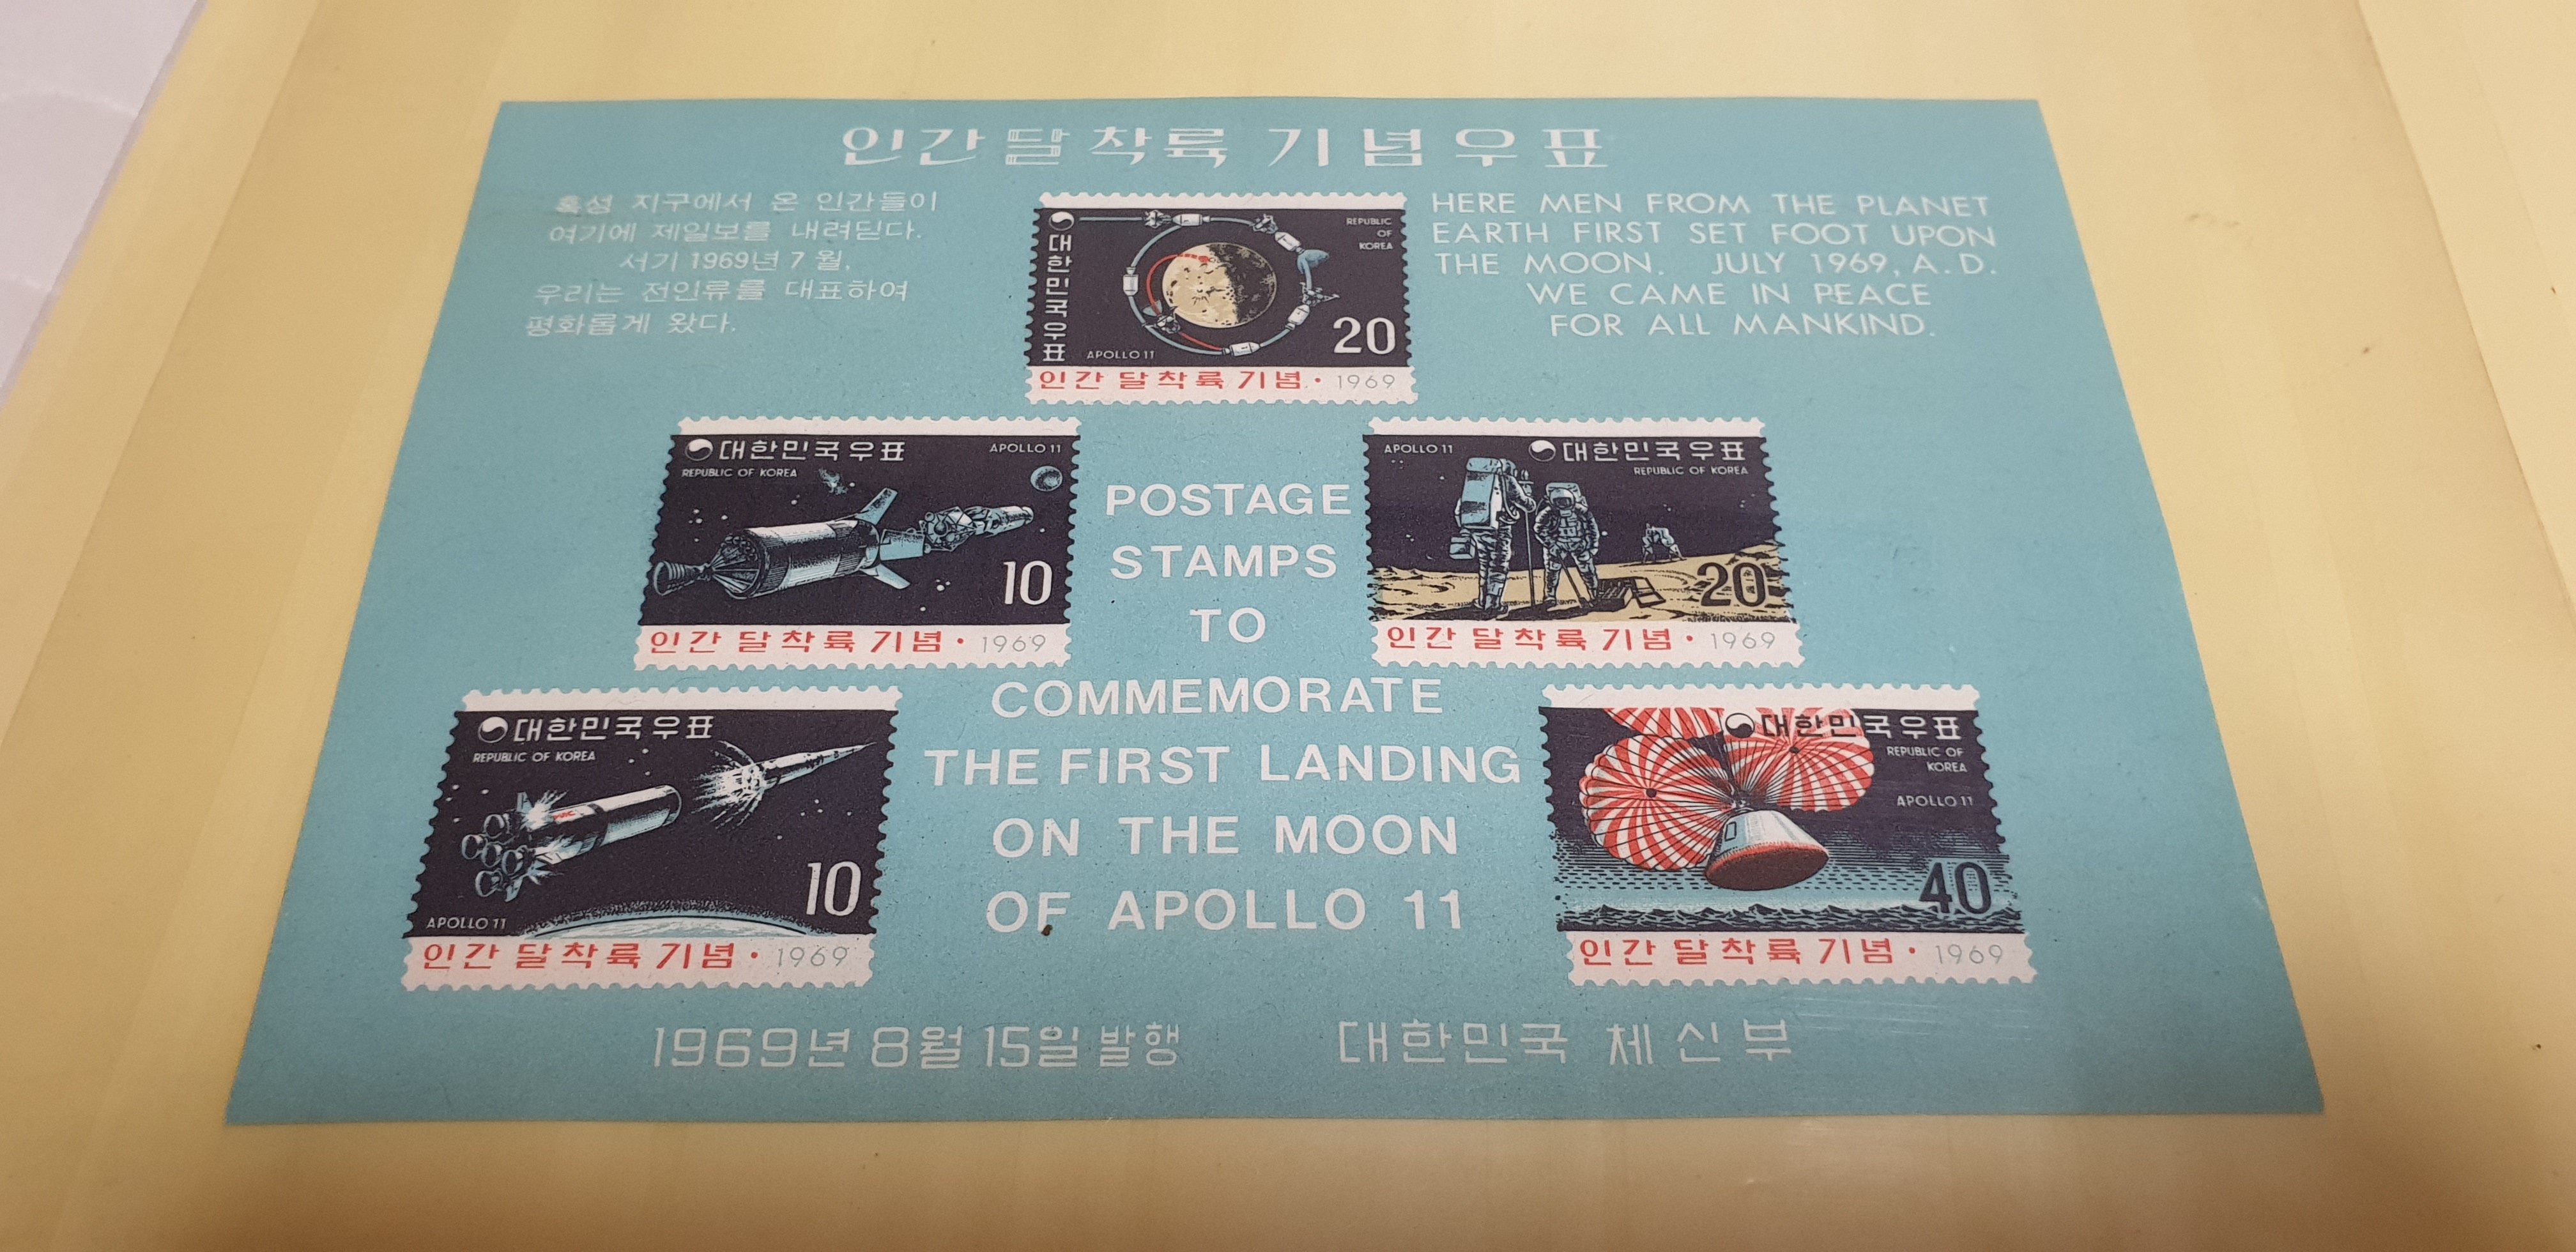 인간달착륙 기념우표
혹성 지구에서 온 인간들이
여기에 제일보를 내려딛다.
서기 1969년 7월,
우리는 전인류를 대표하여
평화롭게 왔다.
HERE MEN FROM THE PLANET
EARTH FIRST SET FOOT UPON
THE MOON. JULY 1969, A.D.
WE CAME IN PEACE
FOR ALL MANKIND.
대한민국우표
REPUBLIC
OF
KOREA
20
APOLLO 11
인간 달착륙 기념·1969
대한민국우표
REPUBLIC OF KOREA
APOLLO 11
10
인간 달착륙 기념·1969
APOLLO 11
대한민국우표
REPUBLIC OF KOREA
20
인간 달착륙 기념·1969
POSTAGE
STAMPS
TO
COMMEMORATE
THE FIRST LANDING
ON THE MOON
OF APOLLO 11
대한민국우표
REPUBLIC OF KOREA
10
APOLLO 11
인간 달착륙 기념·1969
대한민국우표
REPUBLIC OF
KOREA
APOLLO 11
40
인간 달착륙 기념·1969
1969년 8월 15일 발행 대한민국 체신부